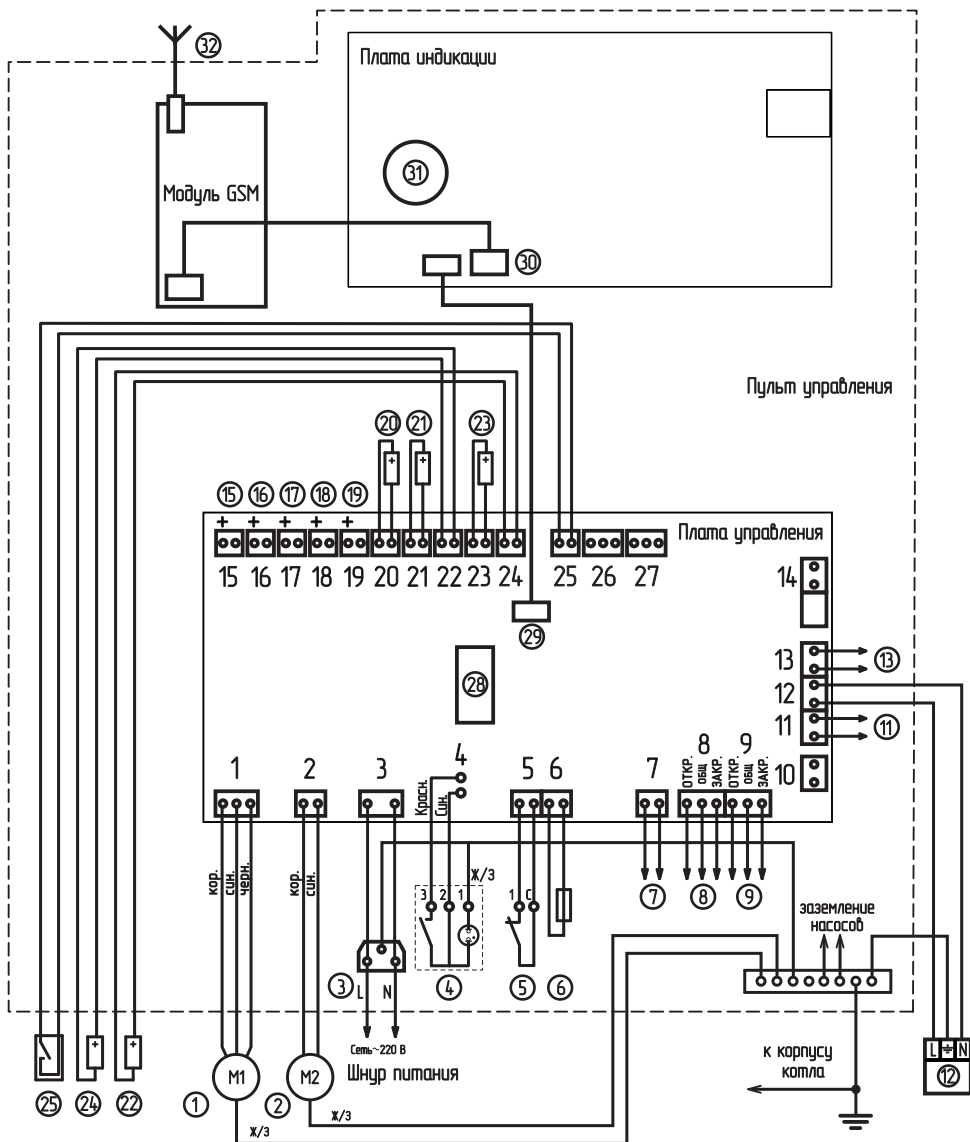 32
Плата индикации
31
Модуль GSM
30
Пульт управления
20 21 23
+ + +
15 16 17 18 19
+ + + + +
Плата управления
15 16 17 18 19 20 21 22 23 24 25 26 27
14
29
28
13 13
12
11 11
10
1 2 3 4 5 6 7 8 9
Красн.
Син.
ОТКР.
ОБЩ
ЗАКР.
ОТКР.
ОБЩ
ЗАКР.
кор.
син.
черн.
кор.
син.
Ж/З
3 2 1
1 С
7 8 9
заземление
насосов
3 L N
4 5 6
Сеть~220 В
Шнур питания
к корпусу
котла
L N
12
+ +
25 24 22
М1
1
М2
2
Ж/З
Ж/З